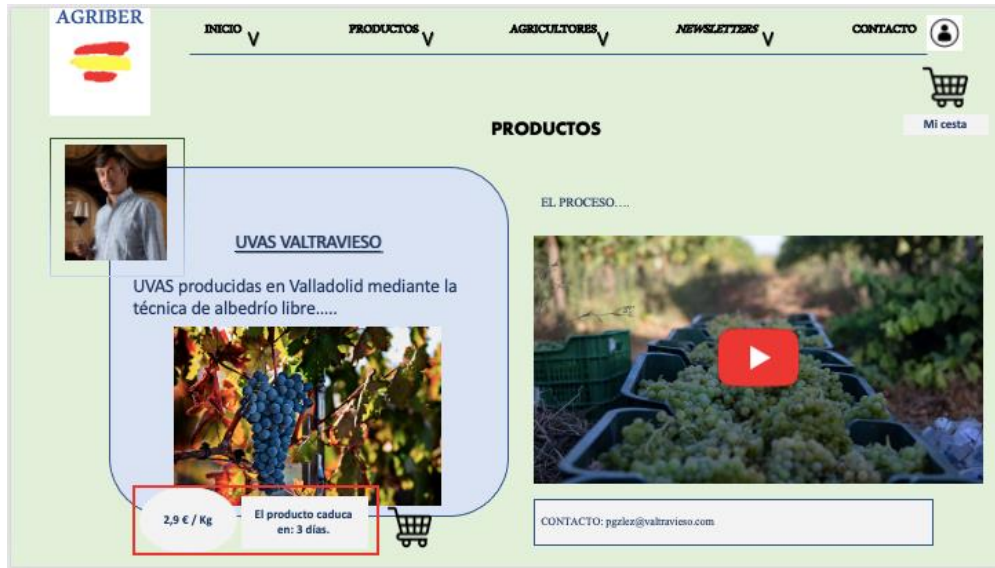 AGRIBER
INICIO V
PRODUCTOS V
AGRICULTORES V
NEWSLETTERS V
CONTACTO
Mi cesta
PRODUCTOS
UVAS VALTRAVIESO
UVAS producidas en Valladolid mediante la
técnica de albedrío libre.....
2,9 € / Kg
El producto caduca
en: 3 días.
EL PROCESO....
CONTACTO: pgzlez@valtravieso.com